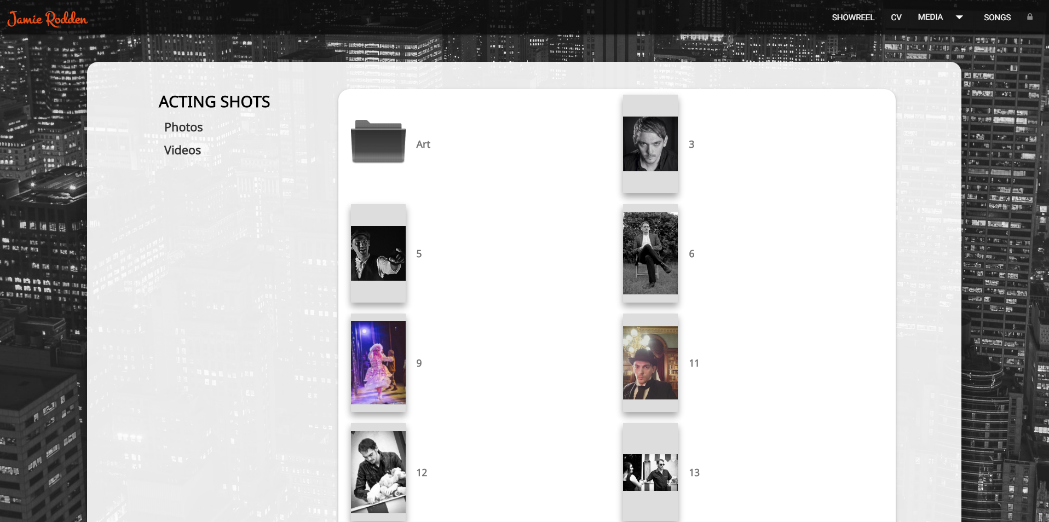 Jamie Rodden
SHOWREEL
CV
MEDIA
SONGS
ACTING SHOTS
Photos
Videos
Art
3
5
6
9
11
12
13